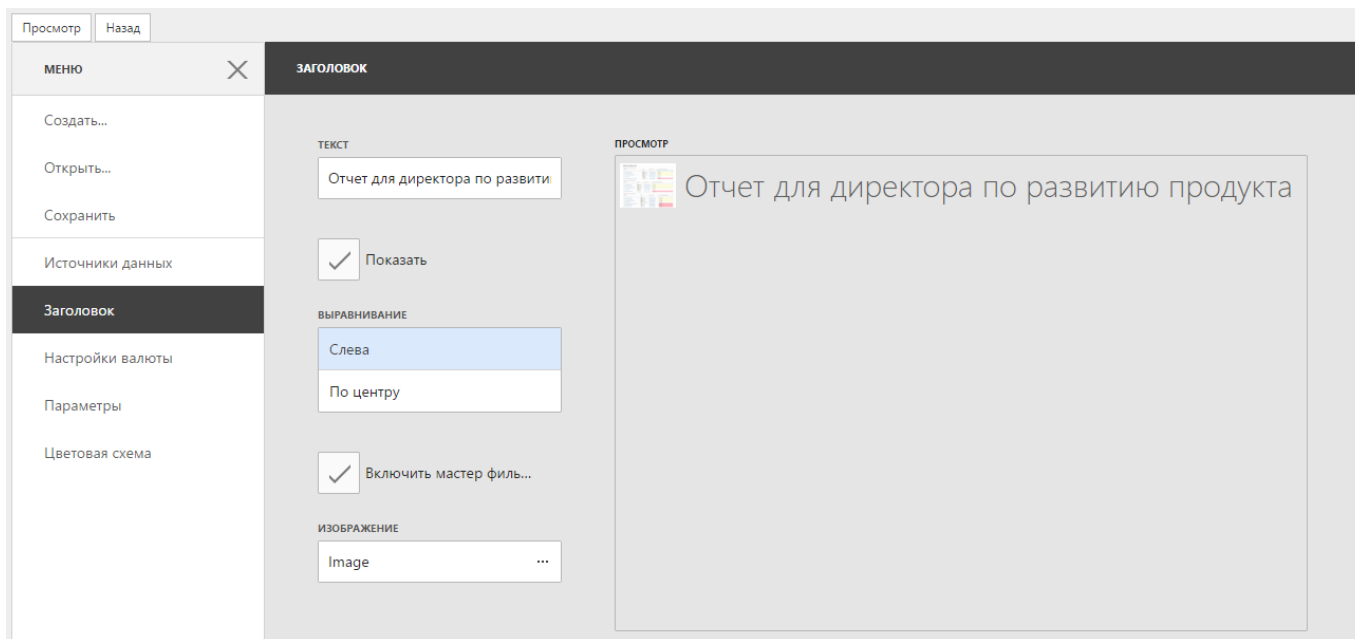 Просмотр
Назад
МЕНЮ
Создать...
Открыть...
Сохранить
Источники данных
Заголовок
Настройки валюты
Параметры
Цветовая схема
ЗАГОЛОВОК
ТЕКСТ
Отчет для директора по развити
Показать
ВЫРАВНИВАНИЕ
Слева
По центру
Включить мастер филь...
ИЗОБРАЖЕНИЕ
Image ...
ПРОСМОТР
Отчет для директора по развитию продукта